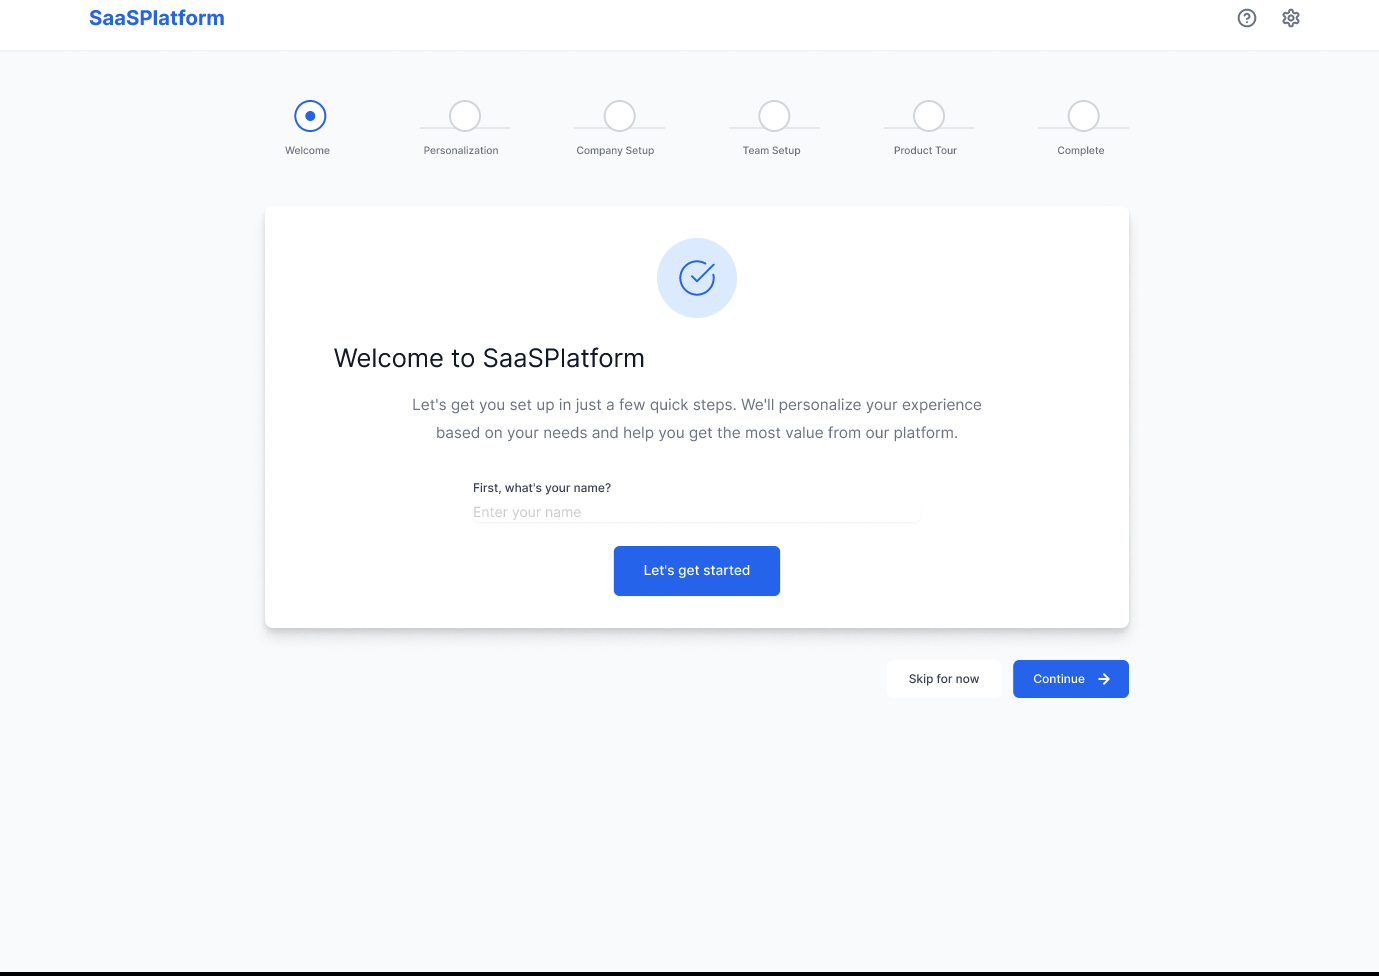 SaaSPlatform
Welcome
Personalization
Company Setup
Team Setup
Product Tour
Complete
Welcome to SaaSPlatform
Let's get you set up in just a few quick steps. We'll personalize your experience
based on your needs and help you get the most value from our platform.
First, what's your name?
Enter your name
Let's get started
Skip for now
Continue